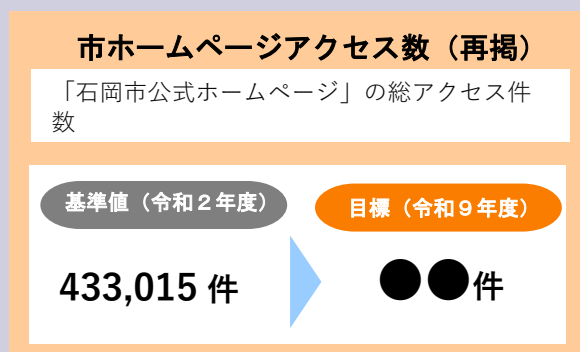 市ホームページアクセス数（再掲）
「石岡市公式ホームページ」の総アクセス件
数
基準値（令和２年度）
目標（令和９年度）
433,015 件
●●件